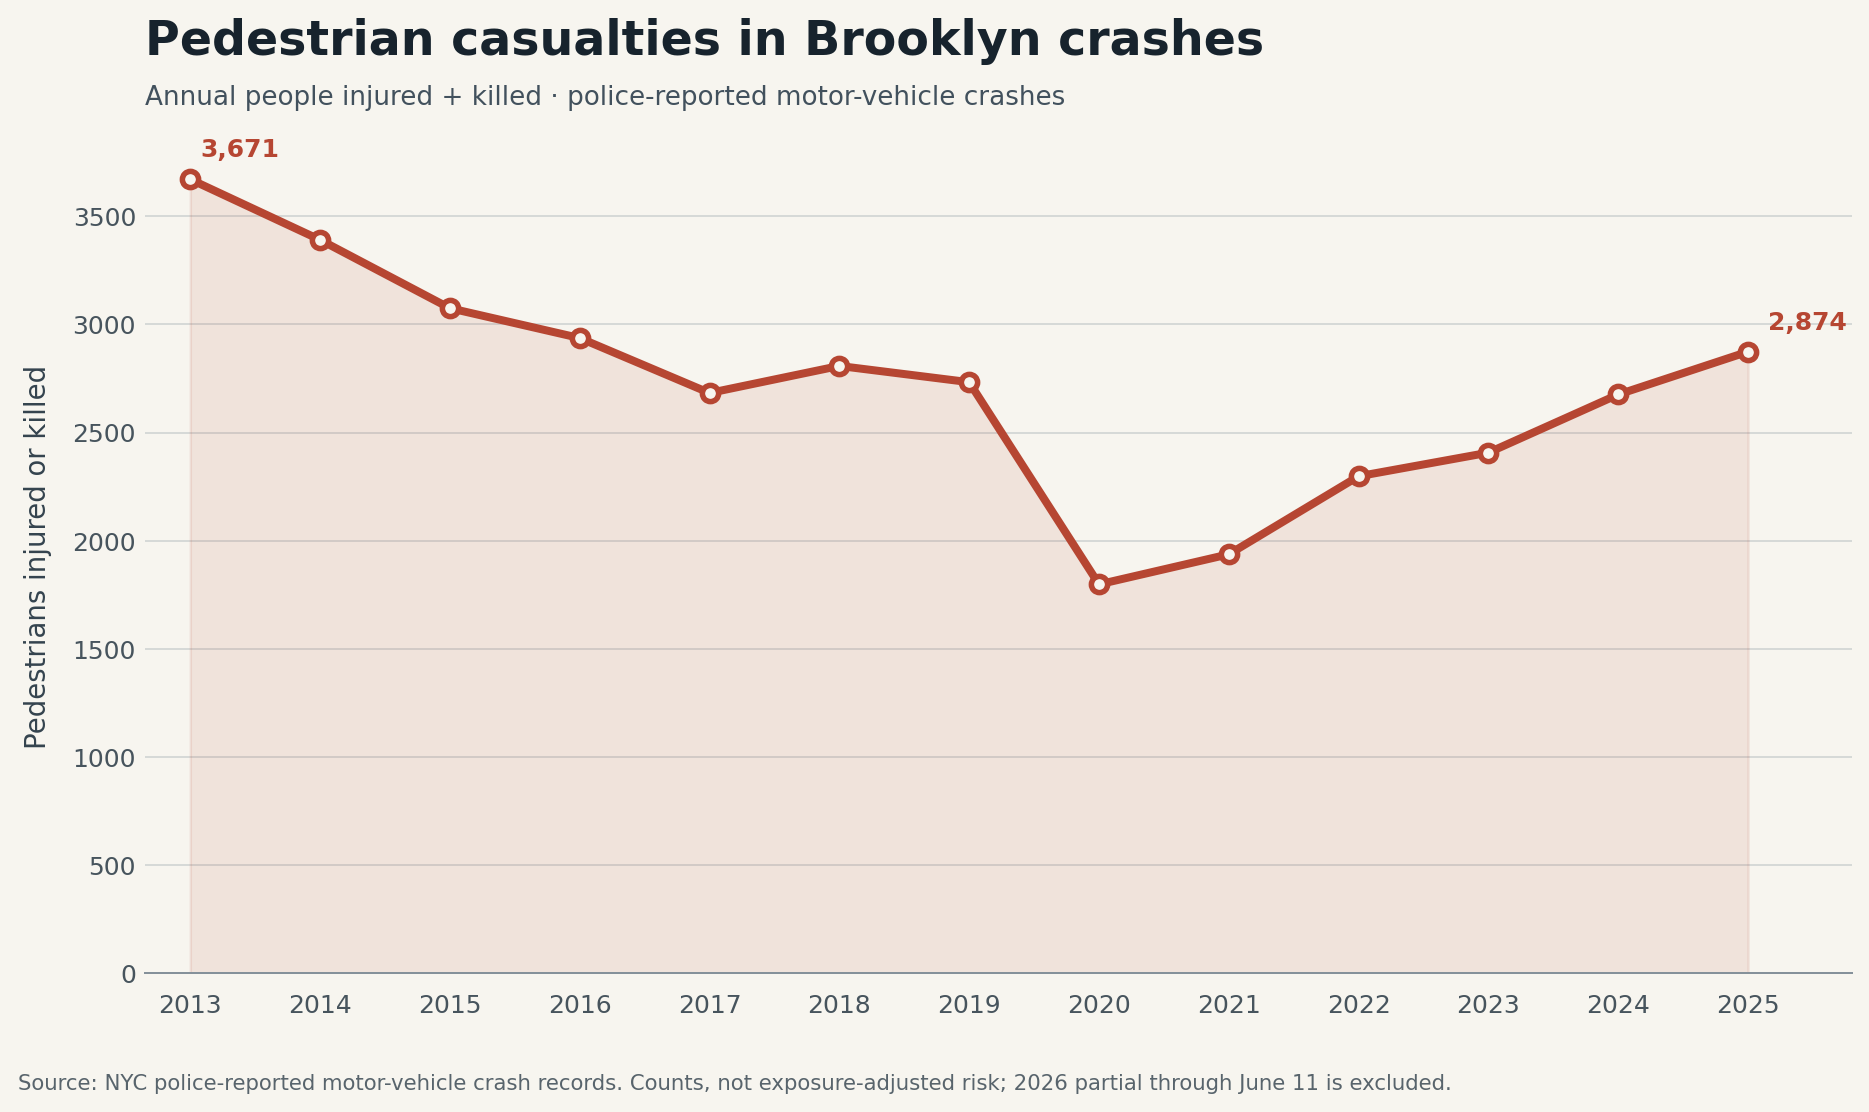 Pedestrian casualties in Brooklyn crashes
Annual people injured + killed · police-reported motor-vehicle crashes
3,671
2,874
Pedestrians injured or killed
3500
3000
2500
2000
1500
1000
500
0
2013 2014 2015 2016 2017 2018 2019 2020 2021 2022 2023 2024 2025
Source: NYC police-reported motor-vehicle crash records. Counts, not exposure-adjusted risk; 2026 partial through June 11 is excluded.